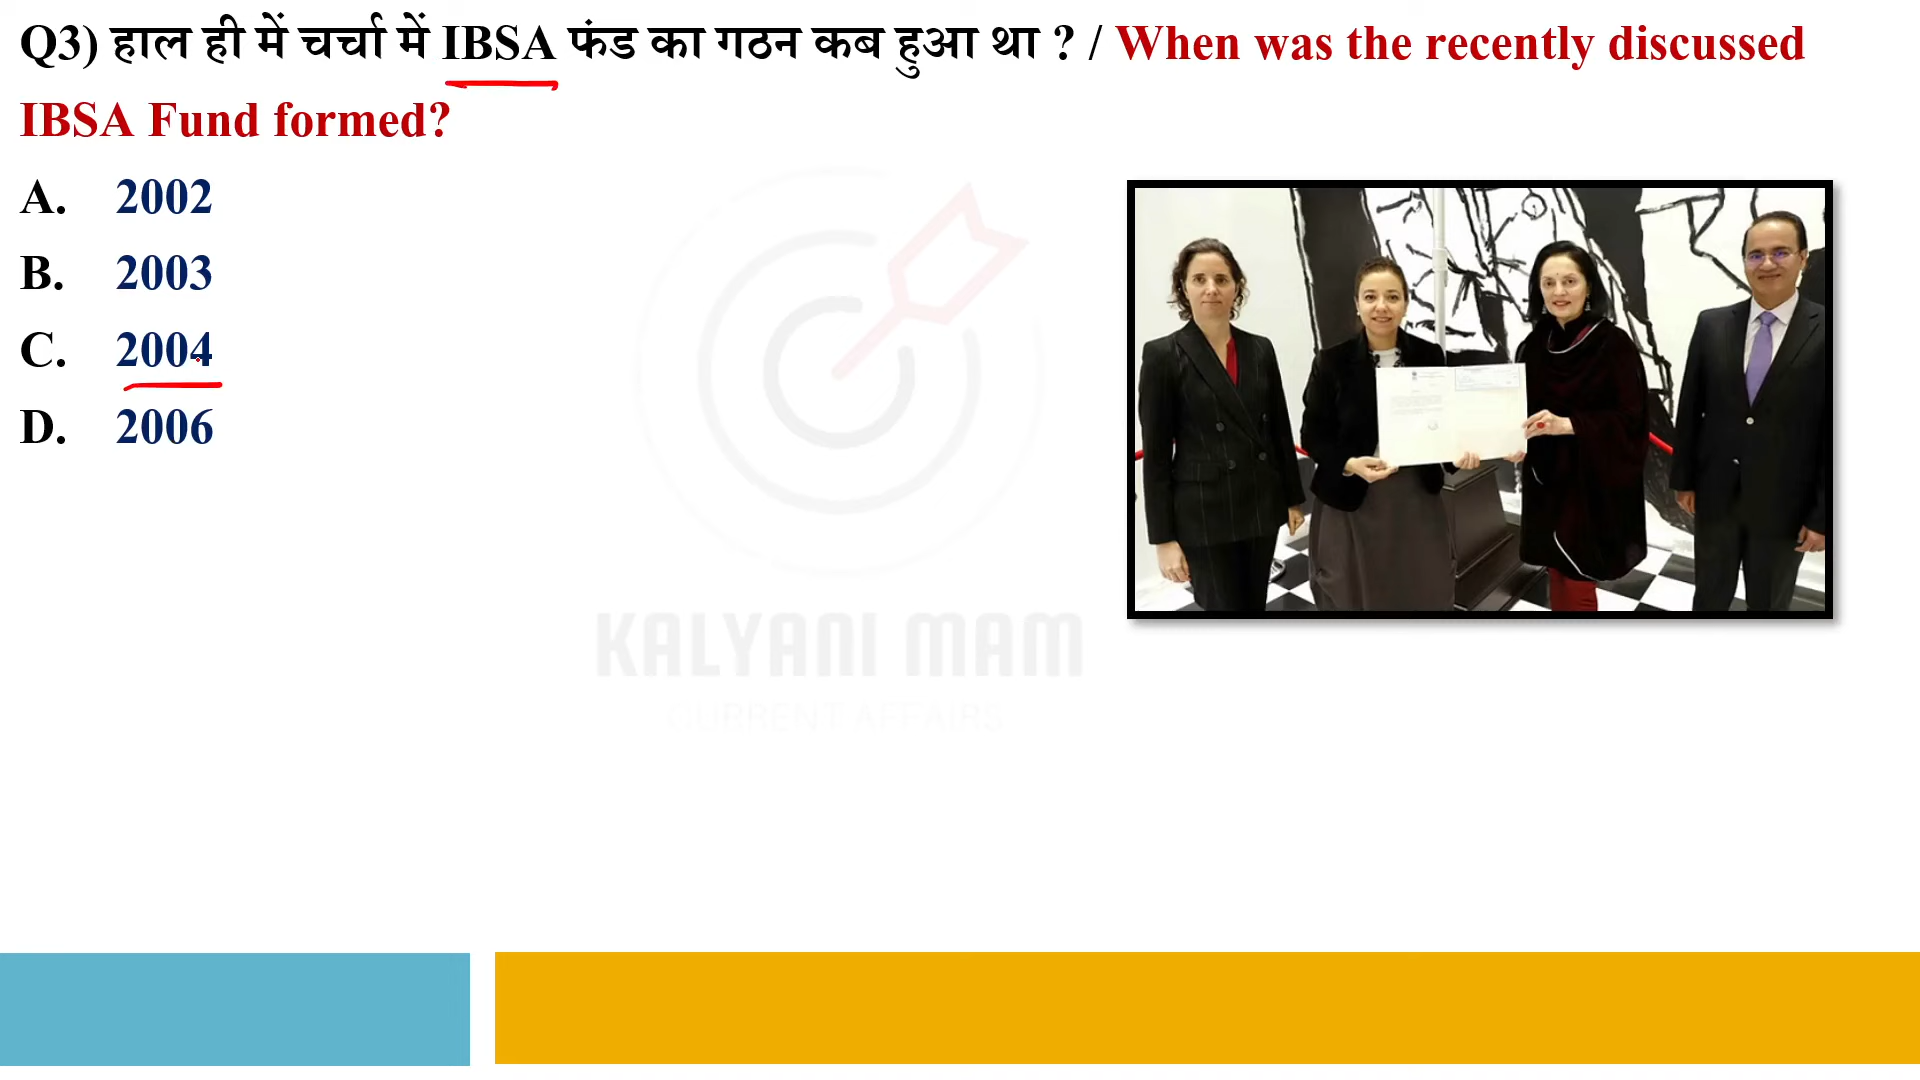 Q3) हाल ही में चर्चा में IBSA फंड का गठन कब हुआ था ? / When was the recently discussed
IBSA Fund formed?
A. 2002
B. 2003
C. 2004
D. 2006
KALYANI MAM
CURRENT AFFAIRS